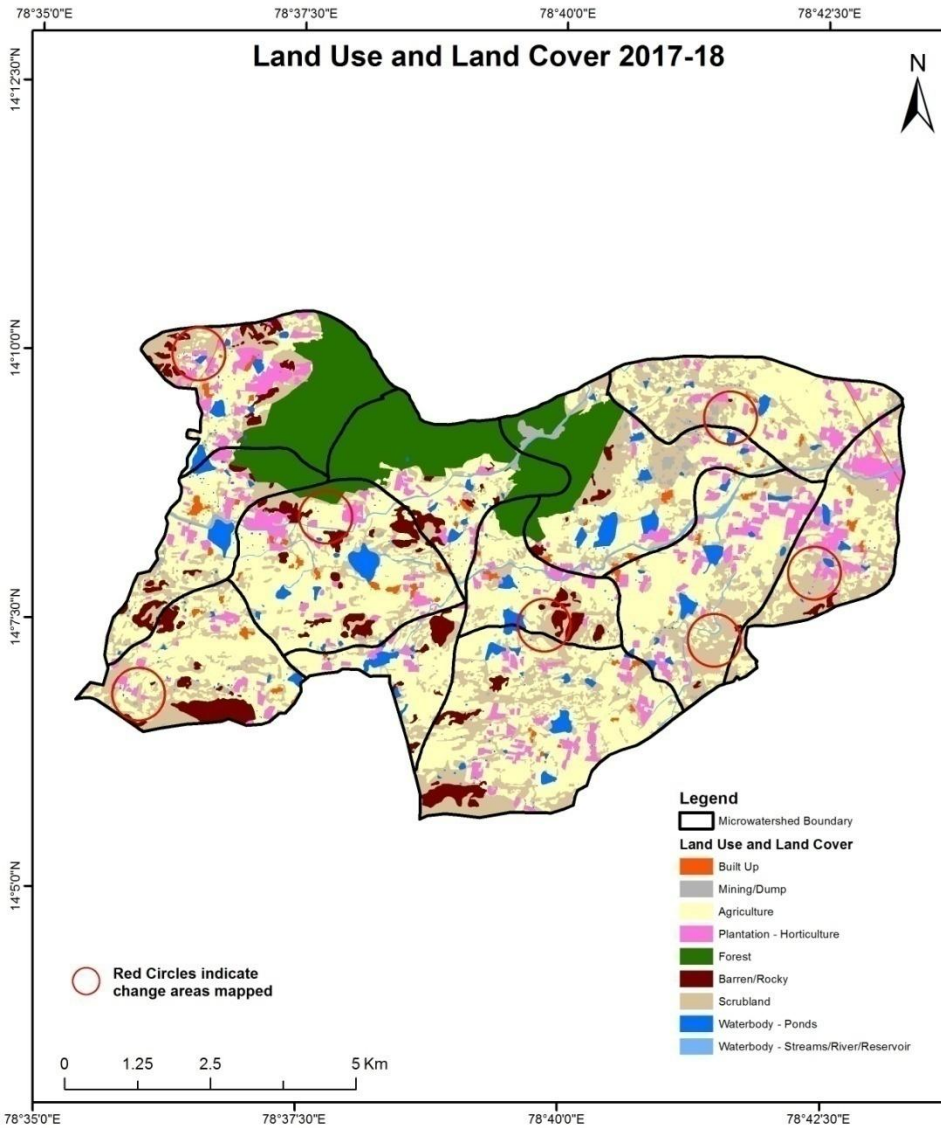 78°35'0"E 78°37'30"E 78°40'0"E 78°42'30"E
Land Use and Land Cover 2017-18
N
14°12'30"N
14°10'0"N
14°7'30"N
14°5'0"N
Legend
Microwatershed Boundary
Land Use and Land Cover
Built Up
Mining/Dump
Agriculture
Plantation - Horticulture
Forest
Barren/Rocky
Scrubland
Waterbody - Ponds
Waterbody - Streams/River/Reservoir
Red Circles indicate
change areas mapped
0 1.25 2.5 5 Km
78°35'0"E 78°37'30"E 78°40'0"E 78°42'30"E